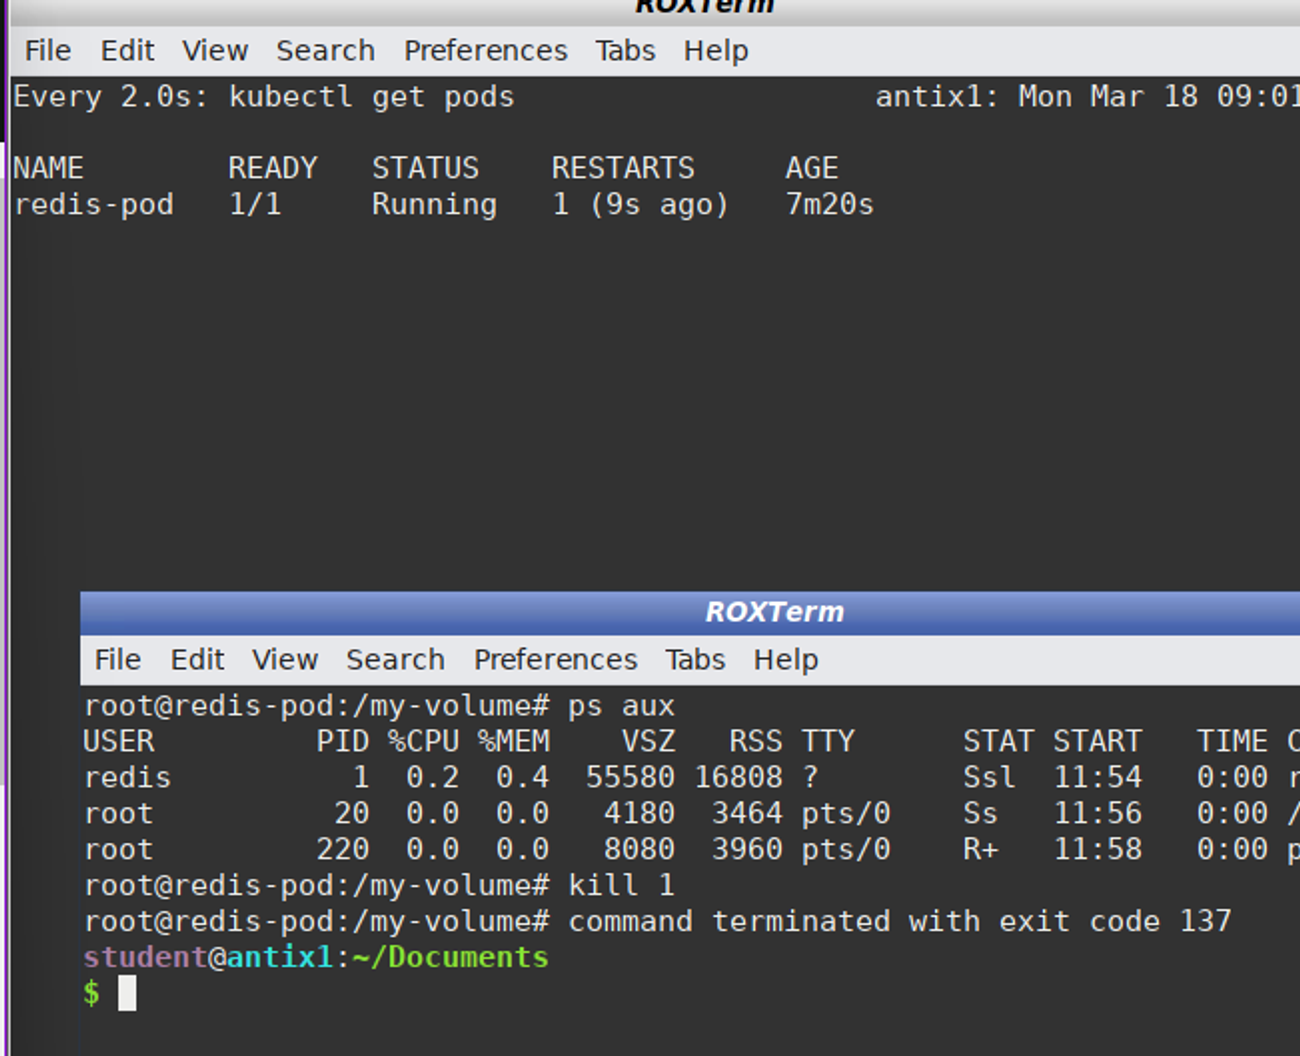 ROXTerm
File Edit View Search Preferences Tabs Help
Every 2.0s: kubectl get pods antix1: Mon Mar 18 09:01
NAME READY STATUS RESTARTS AGE
redis-pod 1/1 Running 1 (9s ago) 7m20s
ROXTerm
File Edit View Search Preferences Tabs Help
root@redis-pod:/my-volume# ps aux
USER PID %CPU %MEM VSZ RSS TTY STAT START TIME C
redis 1 0.2 0.4 55580 16808 ? Ssl 11:54 0:00 r
root 20 0.0 0.0 4180 3464 pts/0 Ss 11:56 0:00 /
root 220 0.0 0.0 8080 3960 pts/0 R+ 11:58 0:00 p
root@redis-pod:/my-volume# kill 1
root@redis-pod:/my-volume# command terminated with exit code 137
student@antix1:~/Documents
$